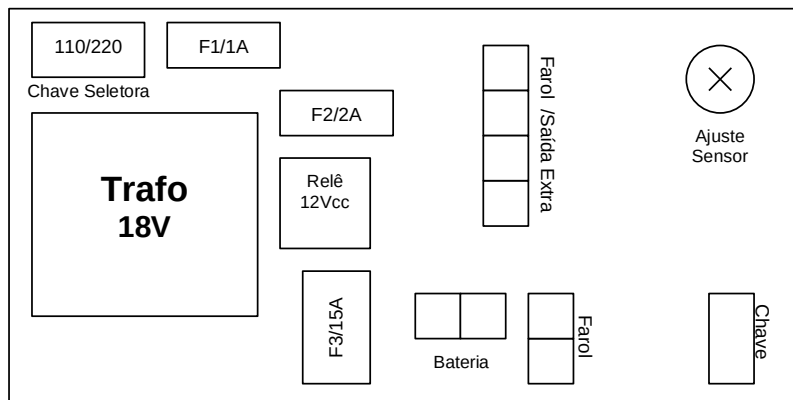 110/220
F1/1A
Chave Seletora
F2/2A
Trafo
18V
Relê
12Vcc
F3/15A
Farol /Saída Extra
Ajuste
Sensor
Bateria
Farol
Chave